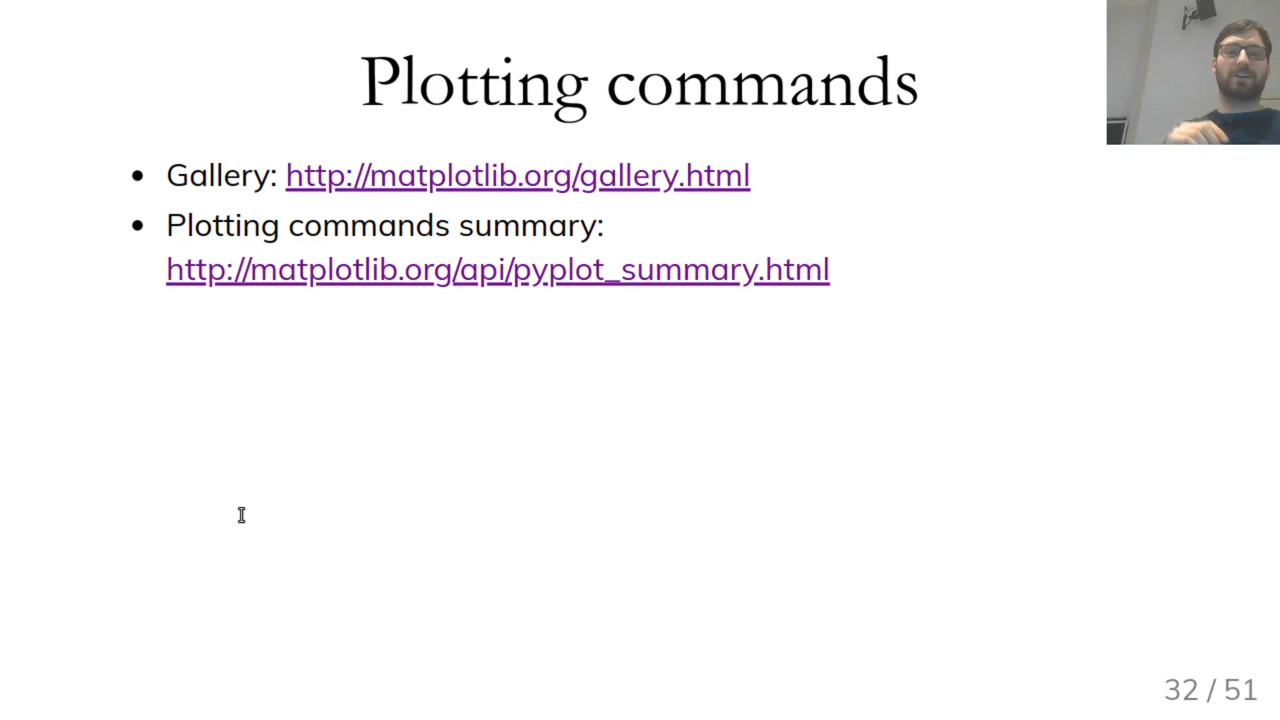 Plotting commands
• Gallery: http://matplotlib.org/gallery.html
• Plotting commands summary:
http://matplotlib.org/api/pyplot_summary.html
32 / 51